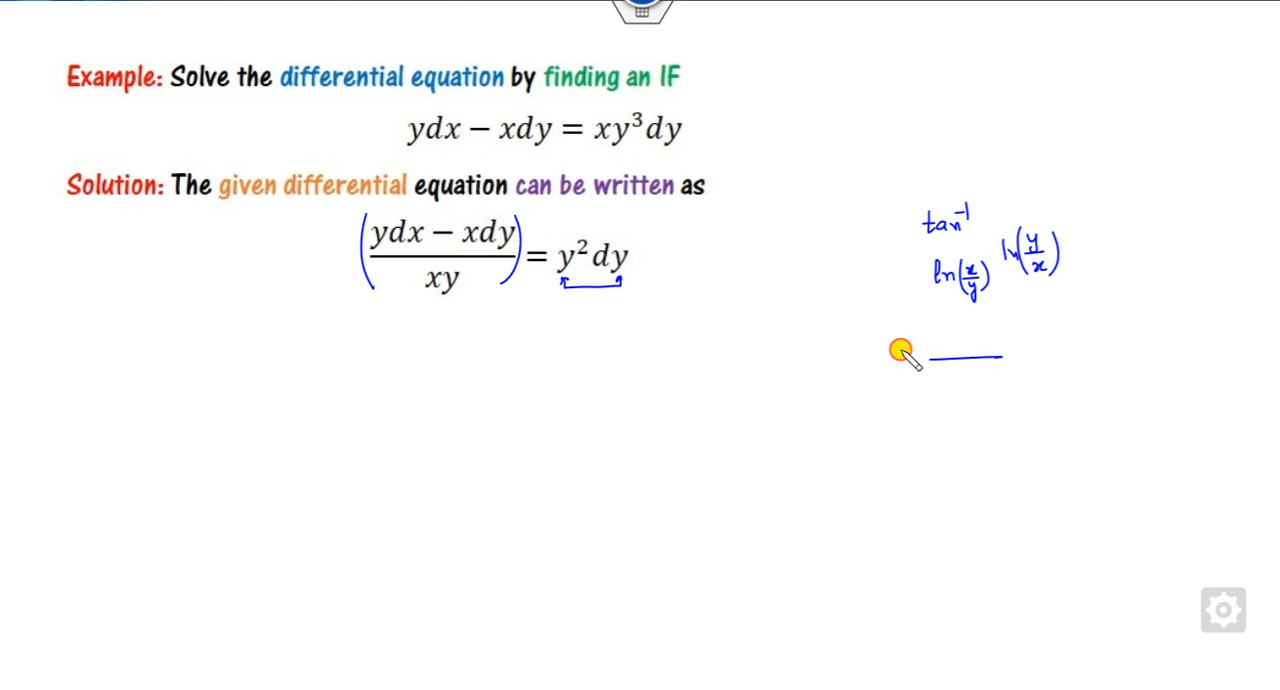 Example: Solve the differential equation by finding an IF
ydx − xdy = xy³dy
Solution: The given differential equation can be written as
(ydx − xdy / xy) = y²dy
tan⁻¹
ln(x/y) ln(y/x)